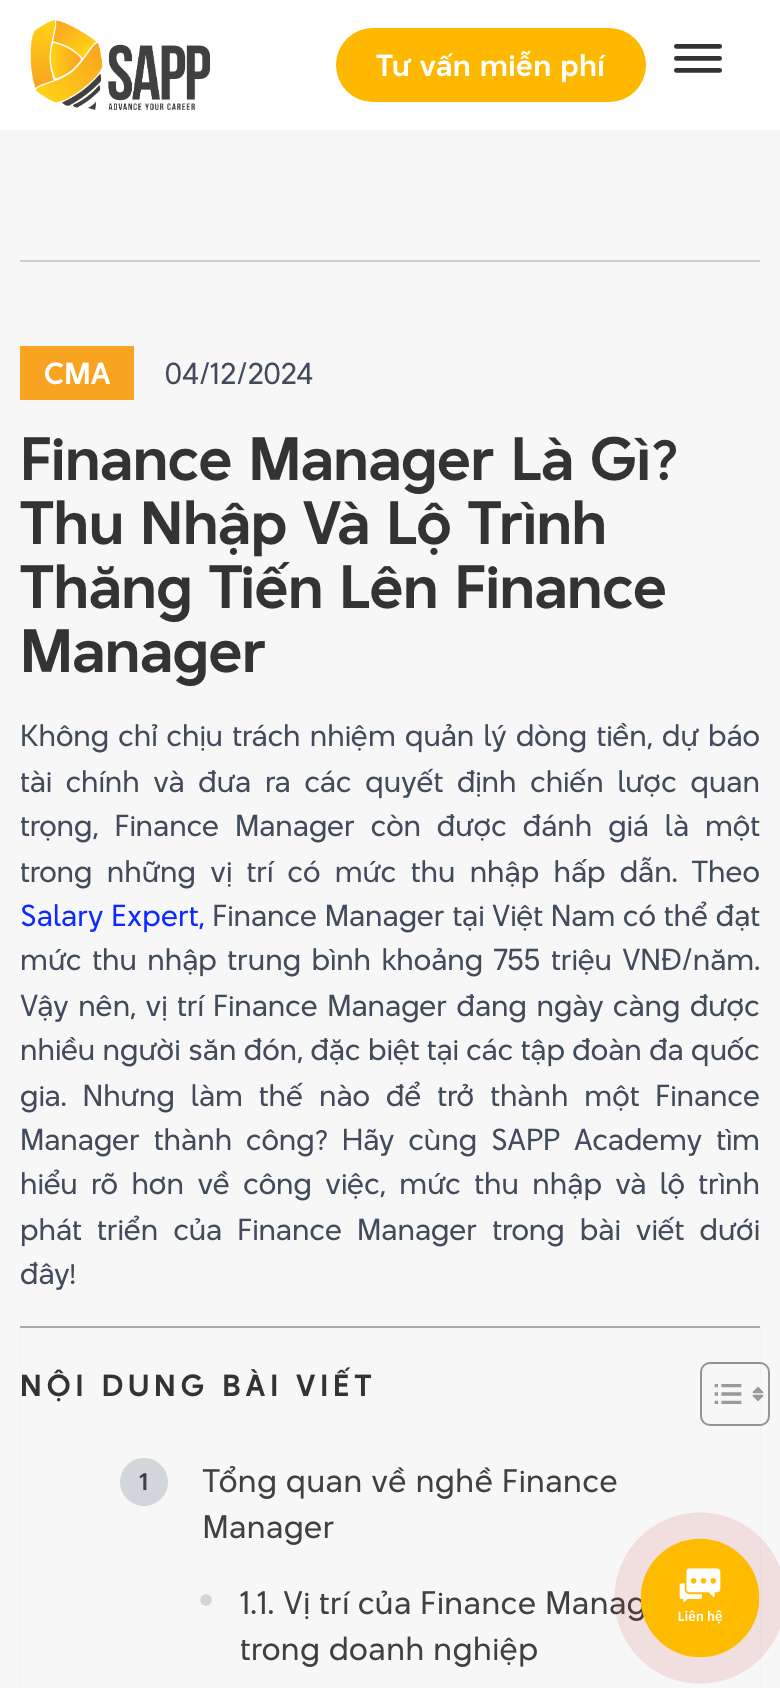 SAPP
ADVANCE YOUR CAREER
Tư vấn miễn phí
CMA
04/12/2024
Finance Manager Là Gì?
Thu Nhập Và Lộ Trình
Thăng Tiến Lên Finance
Manager
Không chỉ chịu trách nhiệm quản lý dòng tiền, dự báo
tài chính và đưa ra các quyết định chiến lược quan
trọng, Finance Manager còn được đánh giá là một
trong những vị trí có mức thu nhập hấp dẫn. Theo
Salary Expert, Finance Manager tại Việt Nam có thể đạt
mức thu nhập trung bình khoảng 755 triệu VNĐ/năm.
Vậy nên, vị trí Finance Manager đang ngày càng được
nhiều người săn đón, đặc biệt tại các tập đoàn đa quốc
gia. Nhưng làm thế nào để trở thành một Finance
Manager thành công? Hãy cùng SAPP Academy tìm
hiểu rõ hơn về công việc, mức thu nhập và lộ trình
phát triển của Finance Manager trong bài viết dưới
đây!
NỘI DUNG BÀI VIẾT
1
Tổng quan về nghề Finance
Manager
1.1. Vị trí của Finance Manag
trong doanh nghiệp
Liên hệ